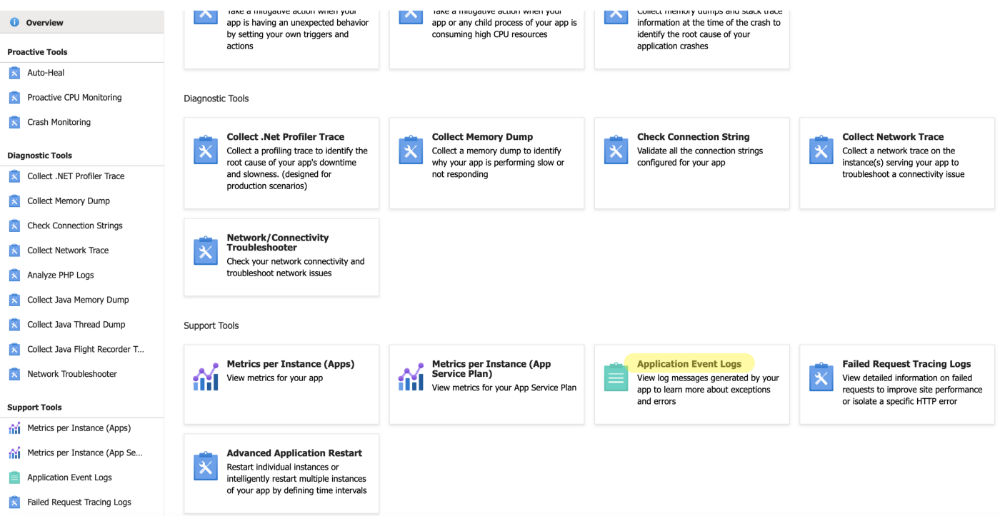 Overview
Proactive Tools
Auto-Heal
Proactive CPU Monitoring
Crash Monitoring
Diagnostic Tools
Collect .NET Profiler Trace
Collect Memory Dump
Check Connection Strings
Collect Network Trace
Analyze PHP Logs
Collect Java Memory Dump
Collect Java Thread Dump
Collect Java Flight Recorder T...
Network Troubleshooter
Support Tools
Metrics per Instance (Apps)
Metrics per Instance (App Se...
Application Event Logs
Failed Request Tracing Logs
Take a mitigative action when your
app is having an unexpected behavior
by setting your own triggers and
actions
Take a mitigative action when your
app or any child process of your app is
consuming high CPU resources
Collect memory dumps and stack trace
information at the time of the crash to
identify the root cause of your
application crashes
Diagnostic Tools
Collect .Net Profiler Trace
Collect a profiling trace to identify the
root cause of your app's downtime
and slowness. (designed for
production scenarios)
Collect Memory Dump
Collect a memory dump to identify
why your app is performing slow or
not responding
Check Connection String
Validate all the connection strings
configured for your app
Collect Network Trace
Collect a network trace on the
instance(s) serving your app to
troubleshoot a connectivity issue
Network/Connectivity
Troubleshooter
Check your network connectivity and
troubleshoot network issues
Support Tools
Metrics per Instance (Apps)
View metrics for your app
Metrics per Instance (App
Service Plan)
View metrics for your App Service Plan
Application Event Logs
View log messages generated by your
app to learn more about exceptions
and errors
Failed Request Tracing Logs
View detailed information on failed
requests to improve site performance
or isolate a specific HTTP error
Advanced Application Restart
Restart individual instances or
intelligently restart multiple instances
of your app by defining time intervals